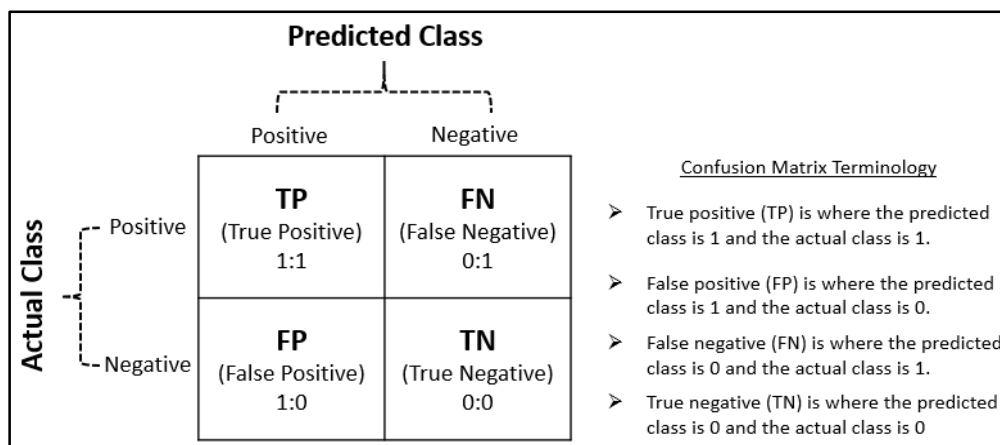 Predicted Class
Positive
Negative
Actual Class
Positive
TP
(True Positive)
1:1
FN
(False Negative)
0:1
Negative
FP
(False Positive)
1:0
TN
(True Negative)
0:0
Confusion Matrix Terminology
➤ True positive (TP) is where the predicted
class is 1 and the actual class is 1.
➤ False positive (FP) is where the predicted
class is 1 and the actual class is 0.
➤ False negative (FN) is where the predicted
class is 0 and the actual class is 1.
➤ True negative (TN) is where the predicted
class is 0 and the actual class is 0